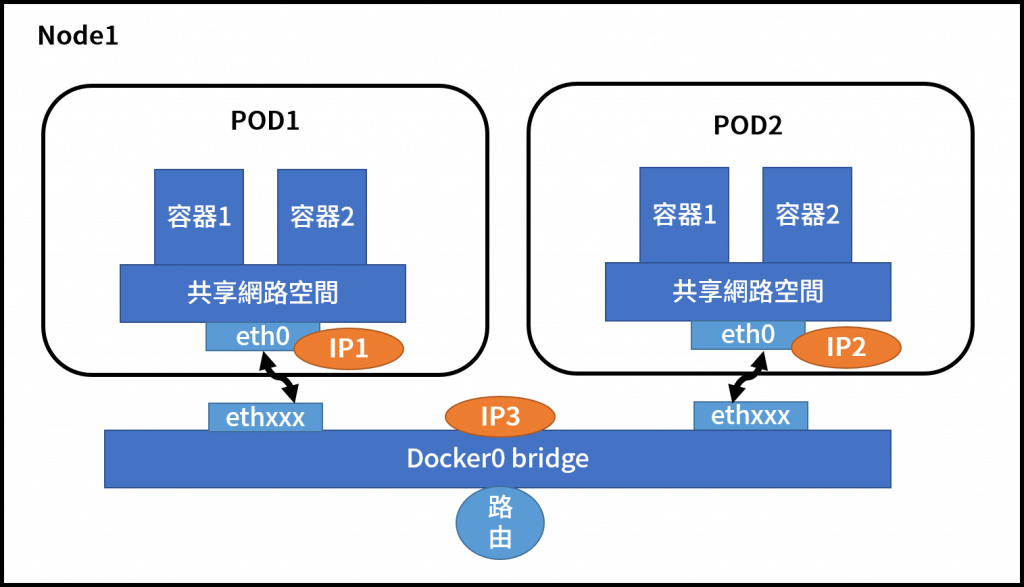 Node1
POD1
容器1
容器2
共享網路空間
eth0
IP1
POD2
容器1
容器2
共享網路空間
eth0
IP2
ethxxx
IP3
ethxxx
Docker0 bridge
路
由